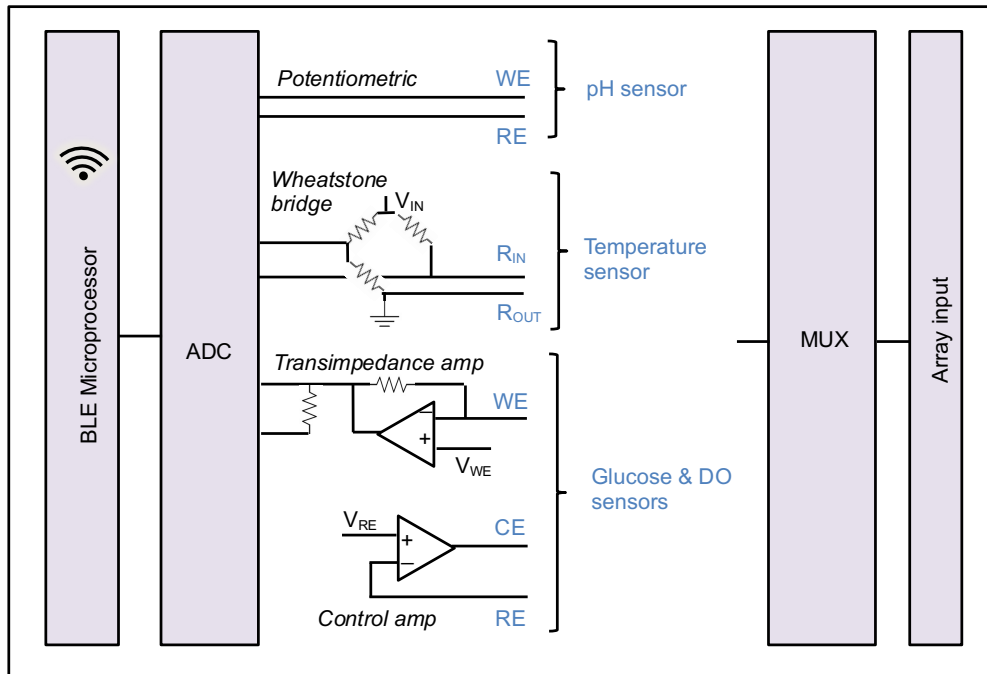 BLE Microprocessor
ADC
Potentiometric
WE
RE
pH sensor
Wheatstone
bridge
VIN
RIN
ROUT
Temperature
sensor
Transimpedance amp
WE
−
+
VWE
VRE
+
−
CE
RE
Control amp
Glucose & DO
sensors
MUX
Array input